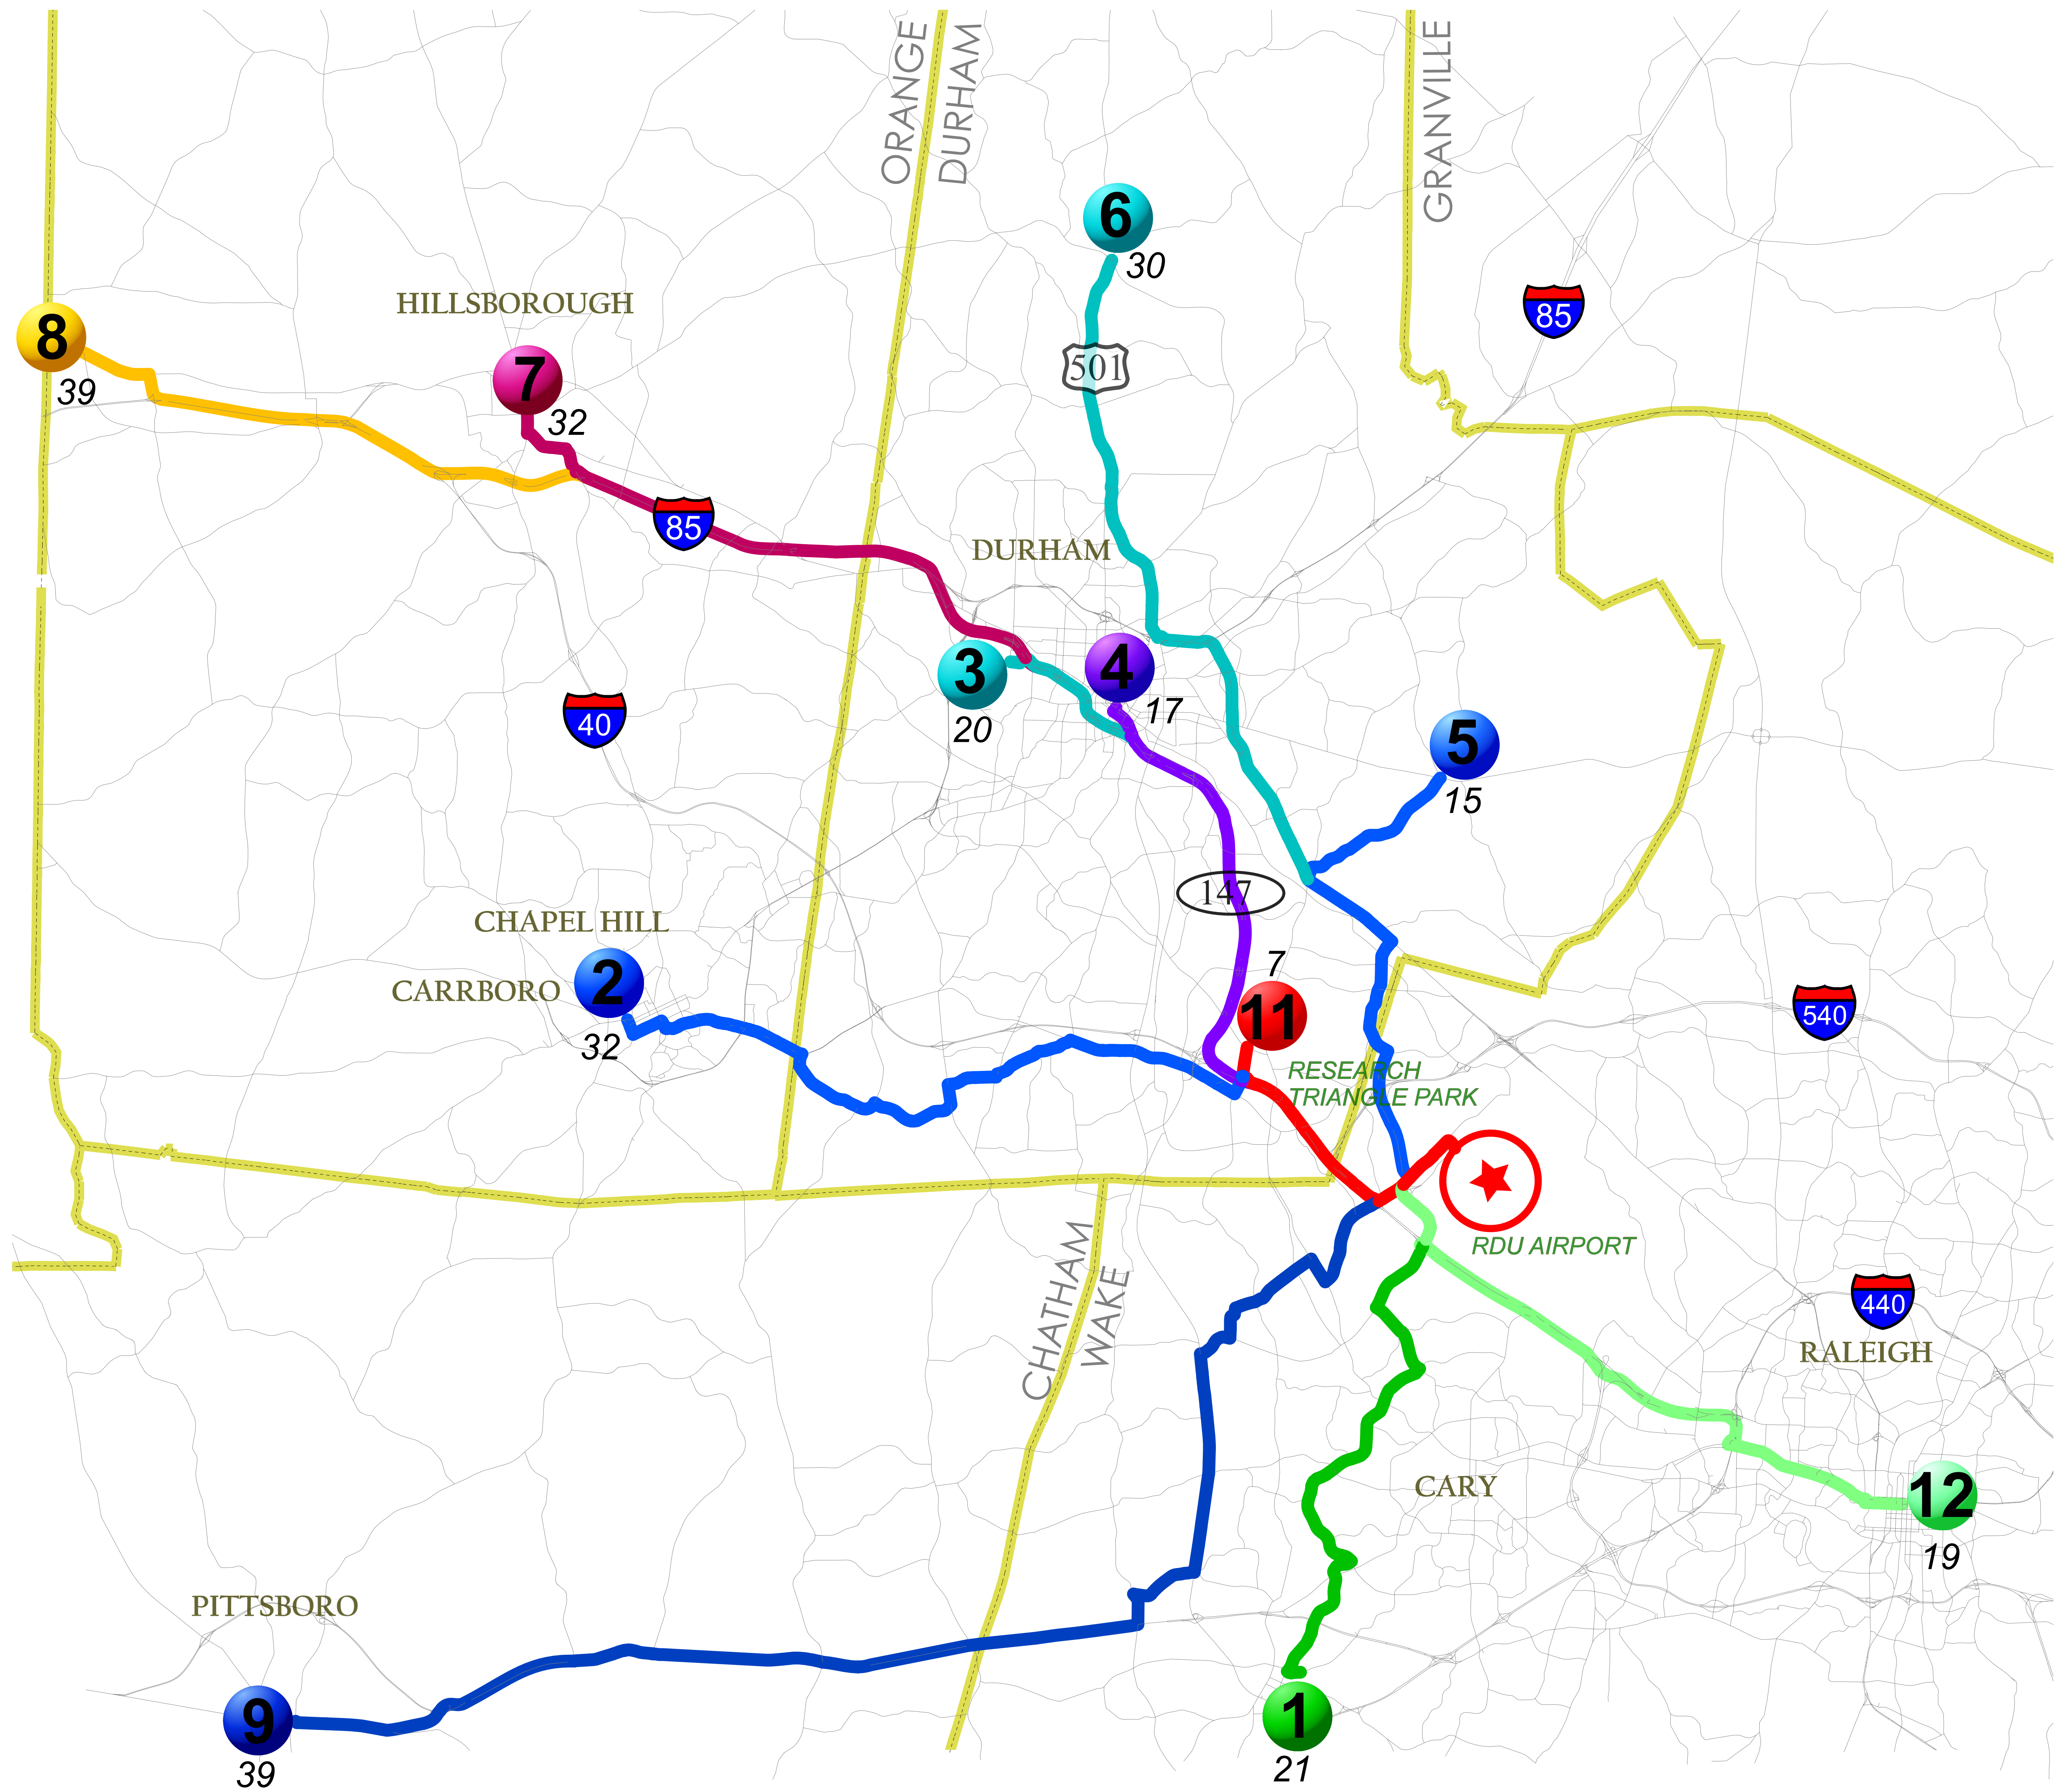 ORANGE
DURHAM
GRANVILLE
6
30
HILLSBOROUGH
85
8
39
7
32
501
85
DURHAM
3
20
4
17
40
5
15
147
CHAPEL HILL
CARRBORO
2
32
7
11
RESEARCH
TRIANGLE PARK
540
RDU AIRPORT
CHATHAM
WAKE
440
RALEIGH
CARY
12
19
PITTSBORO
9
39
1
21